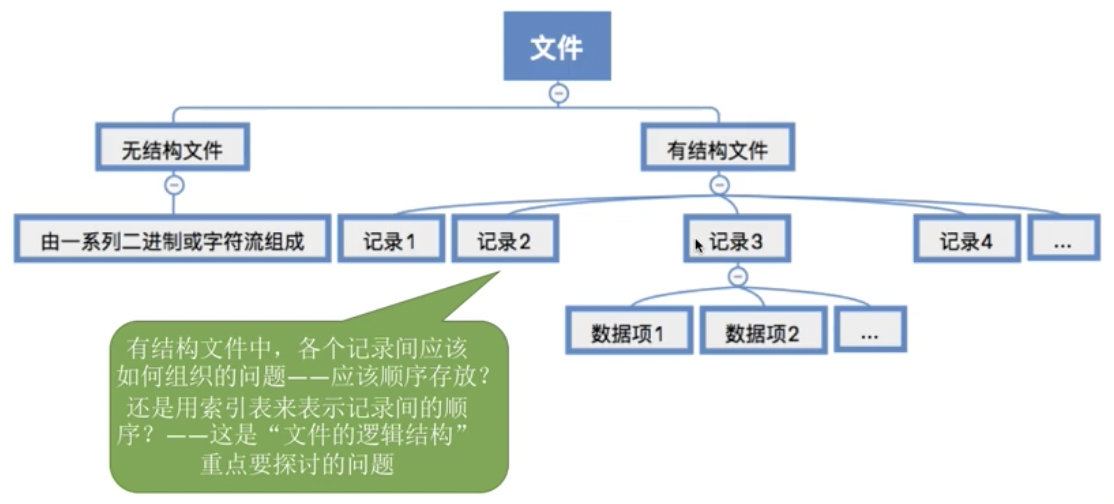 文件
无结构文件
有结构文件
由一系列二进制或字符流组成
记录1
记录2
记录3
记录4
...
数据项1
数据项2
...
有结构文件中，各个记录间应该
如何组织的问题——应该顺序存放？
还是用索引表来表示记录间的顺
序？——这是“文件的逻辑结构”
重点要探讨的问题